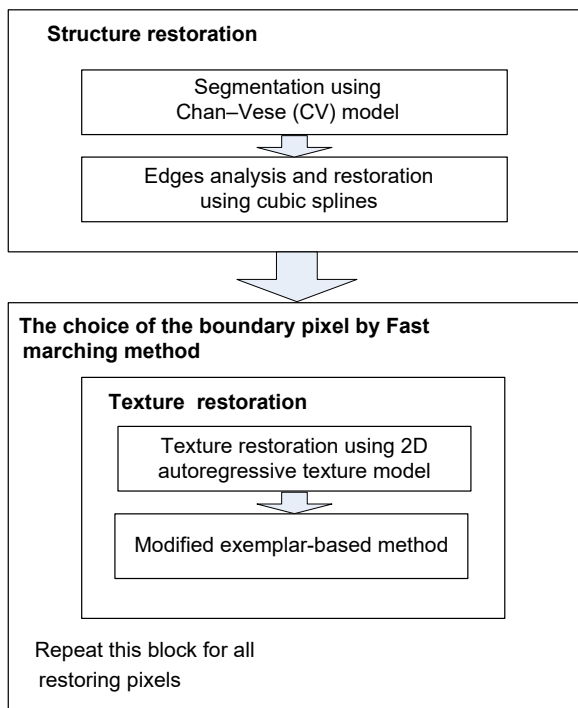 Structure restoration
Segmentation using
Chan–Vese (CV) model
Edges analysis and restoration
using cubic splines
The choice of the boundary pixel by Fast
marching method
Texture restoration
Texture restoration using 2D
autoregressive texture model
Modified exemplar-based method
Repeat this block for all
restoring pixels